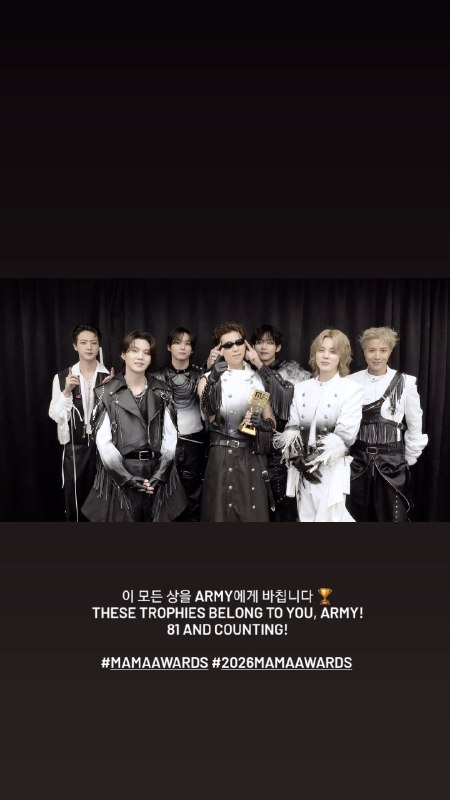 이 모든 상을 ARMY에게 바칩니다 🏆
THESE TROPHIES BELONG TO YOU, ARMY!
81 AND COUNTING!
#MAMAAWARDS #2026MAMAAWARDS